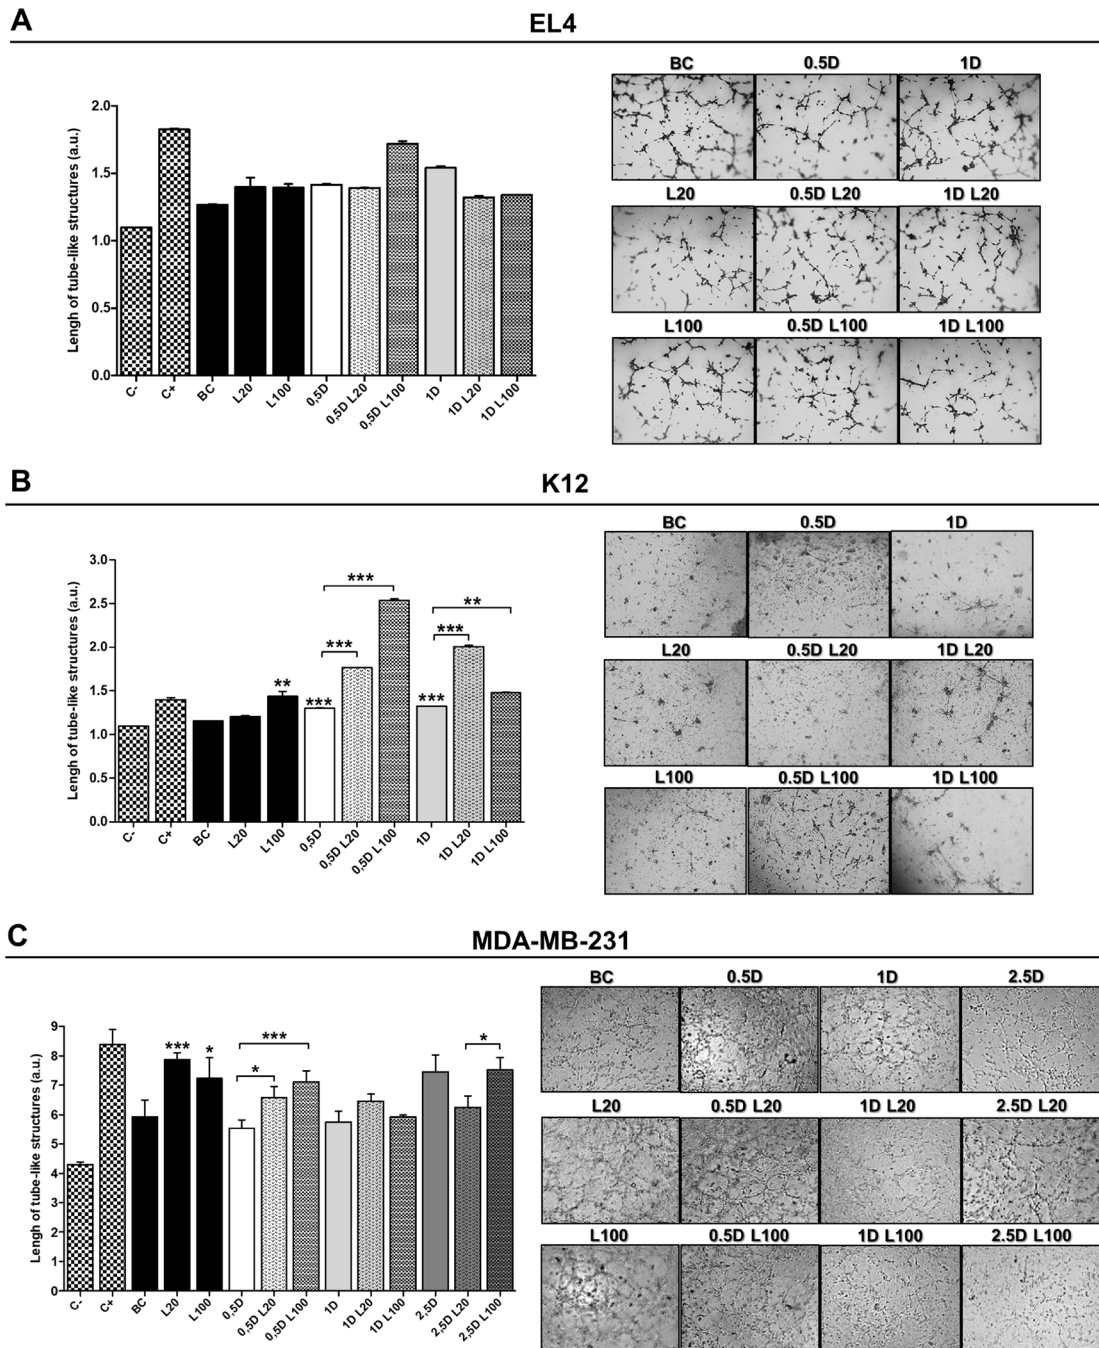 A
EL4
Lengh of tube-like structures (a.u.)
2.0
1.5
1.0
0.5
0.0
C-
C+
BC
L20
L100
0,5D
0,5D L20
0,5D L100
1D
1D L20
1D L100
BC 0.5D 1D
L20 0.5D L20 1D L20
L100 0.5D L100 1D L100
B
K12
Lengh of tube-like structures (a.u.)
3.0
2.5
2.0
1.5
1.0
0.5
0.0
**
***
***
***
***
***
**
C-
C+
BC
L20
L100
0,5D
0,5D L20
0,5D L100
1D
1D L20
1D L100
BC 0.5D 1D
L20 0.5D L20 1D L20
L100 0.5D L100 1D L100
C
MDA-MB-231
Lengh of tube-like structures (a.u.)
9
8
7
6
5
4
3
2
1
0
***
*
*
***
*
C-
C+
BC
L20
L100
0,5D
0,5D L20
0,5D L100
1D
1D L20
1D L100
2,5D
2,5D L20
2,5D L100
BC 0.5D 1D 2.5D
L20 0.5D L20 1D L20 2.5D L20
L100 0.5D L100 1D L100 2.5D L100